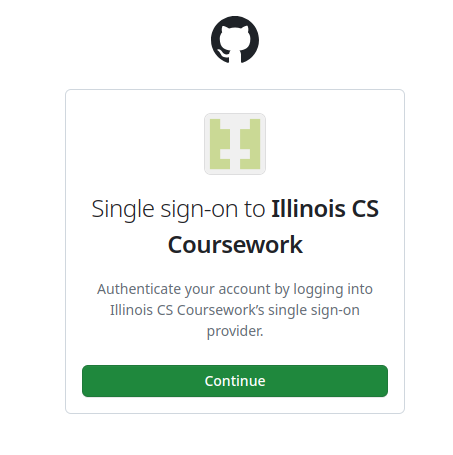 Single sign-on to Illinois CS
Coursework
Authenticate your account by logging into
Illinois CS Coursework’s single sign-on
provider.
Continue